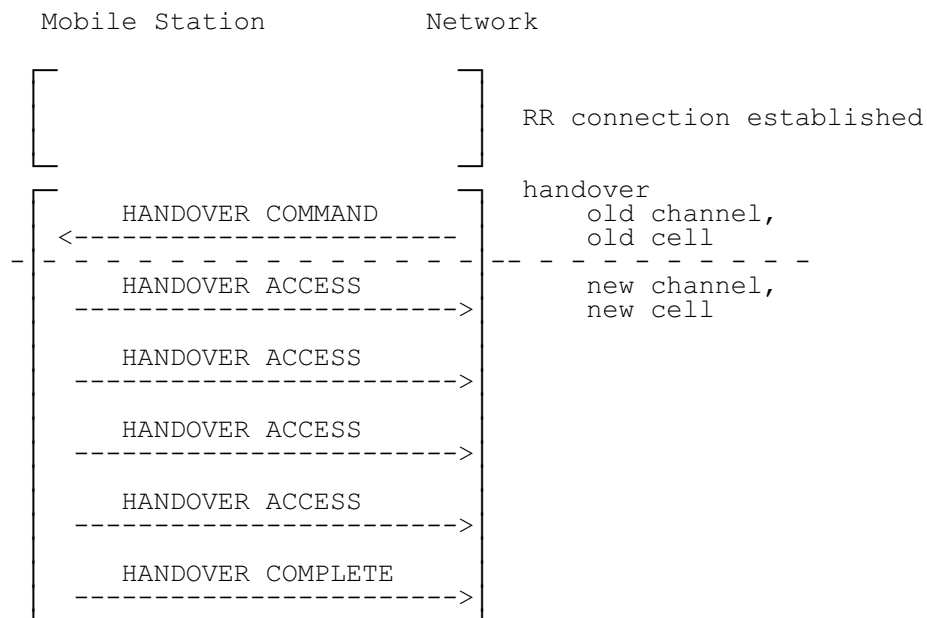 Mobile Station Network
RR connection established
handover
HANDOVER COMMAND old channel,
old cell
HANDOVER ACCESS new channel,
new cell
HANDOVER ACCESS
HANDOVER ACCESS
HANDOVER ACCESS
HANDOVER COMPLETE